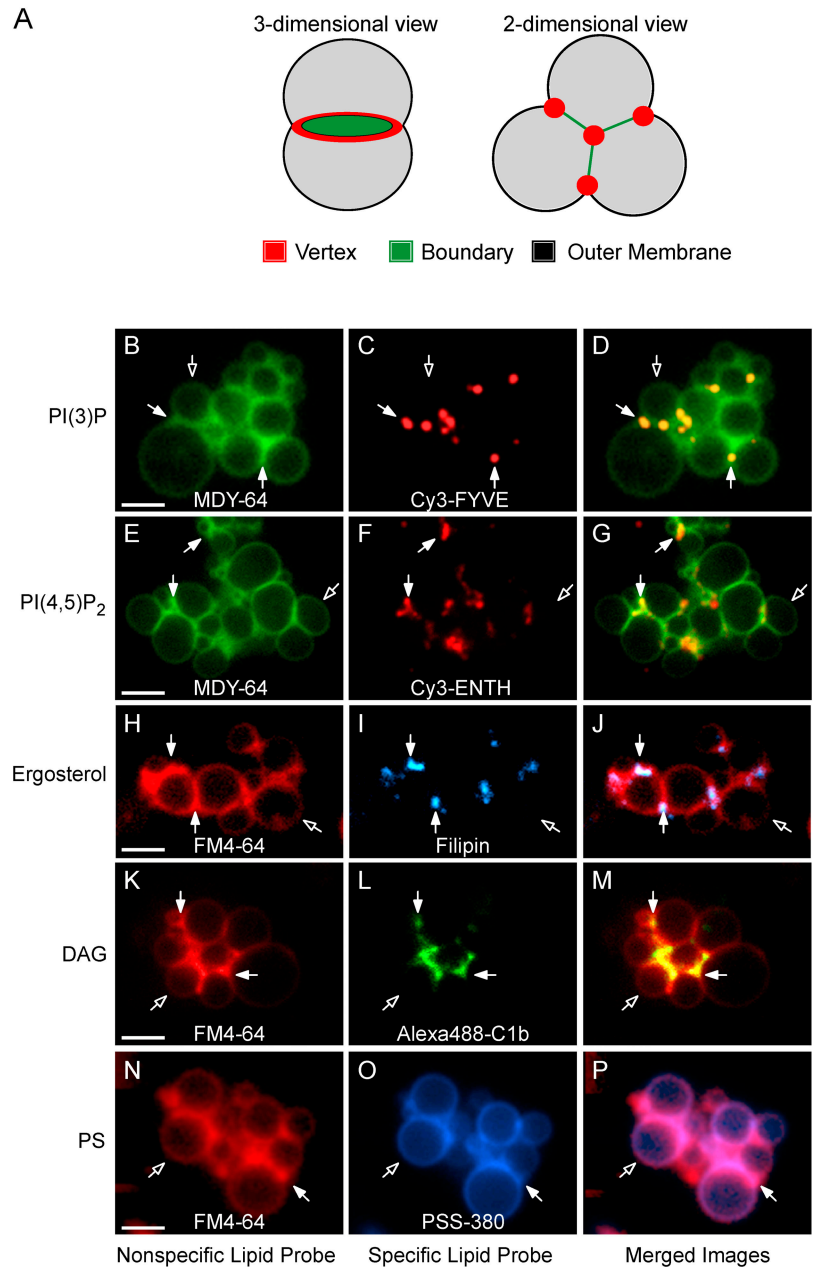 A
3-dimensional view
2-dimensional view
Vertex
Boundary
Outer Membrane
PI(3)P
B
MDY-64
C
Cy3-FYVE
D
PI(4,5)P2
E
MDY-64
F
Cy3-ENTH
G
Ergosterol
H
FM4-64
I
Filipin
J
DAG
K
FM4-64
L
Alexa488-C1b
M
PS
N
FM4-64
O
PSS-380
P
Nonspecific Lipid Probe
Specific Lipid Probe
Merged Images